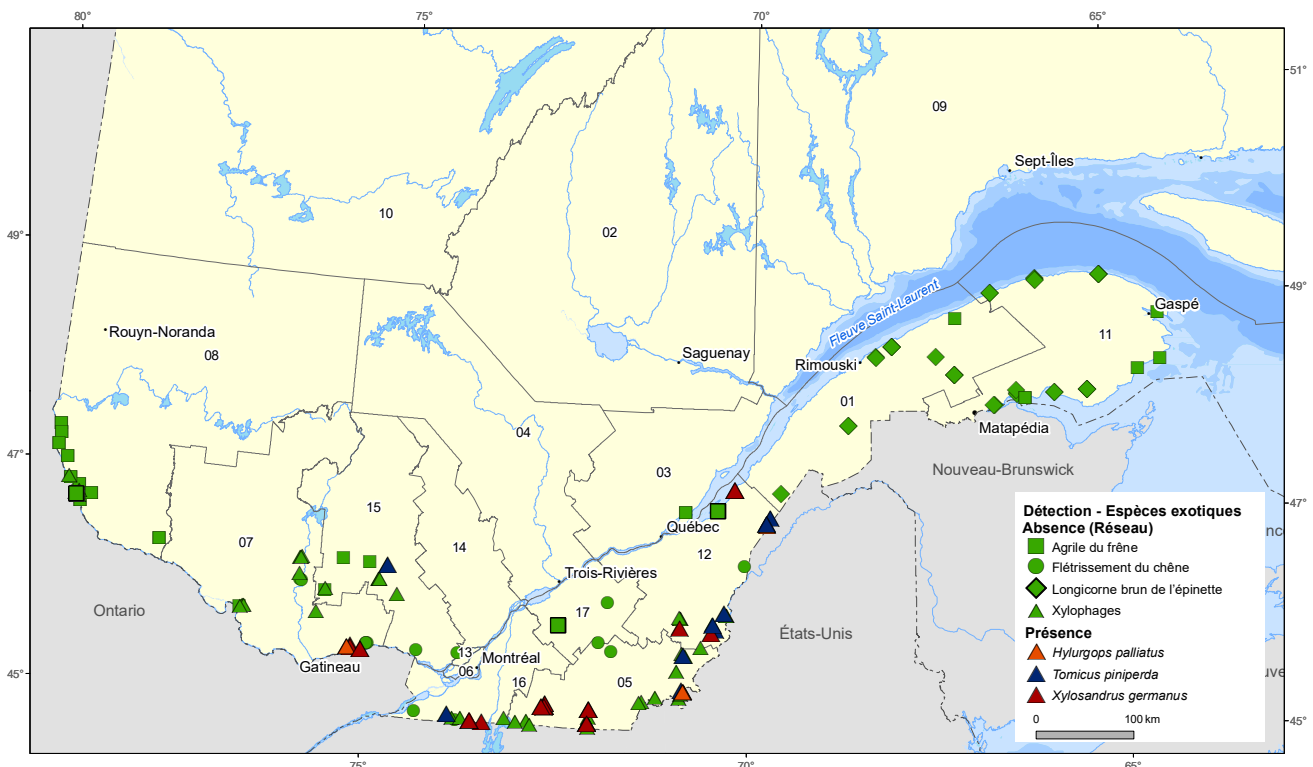 80°
75°
70°
65°
51°
09
Sept-Îles
10
02
49°
49°
Fleuve Saint-Laurent
Gaspé
Rouyn-Noranda
08
Saguenay
Rimouski
11
01
04
Matapédia
47°
03
Nouveau-Brunswick
47°
15
Québec
07
14
12
Trois-Rivières
Ontario
17
États-Unis
13
Montréal
Gatineau
06
45°
16
05
45°
Détection - Espèces exotiques
Absence (Réseau)
Agrile du frêne
Flétrissement du chêne
Longicorne brun de l'épinette
Xylophages
Présence
Hylurgops palliatus
Tomicus piniperda
Xylosandrus germanus
0 100 km
75°
70°
65°